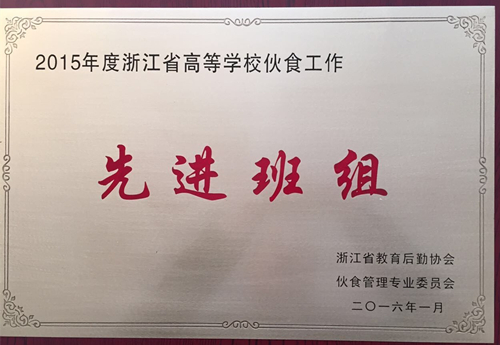 2015年度浙江省高等学校伙食工作
先进班组
浙江省教育后勤协会
伙食管理专业委员会
二〇一六年一月